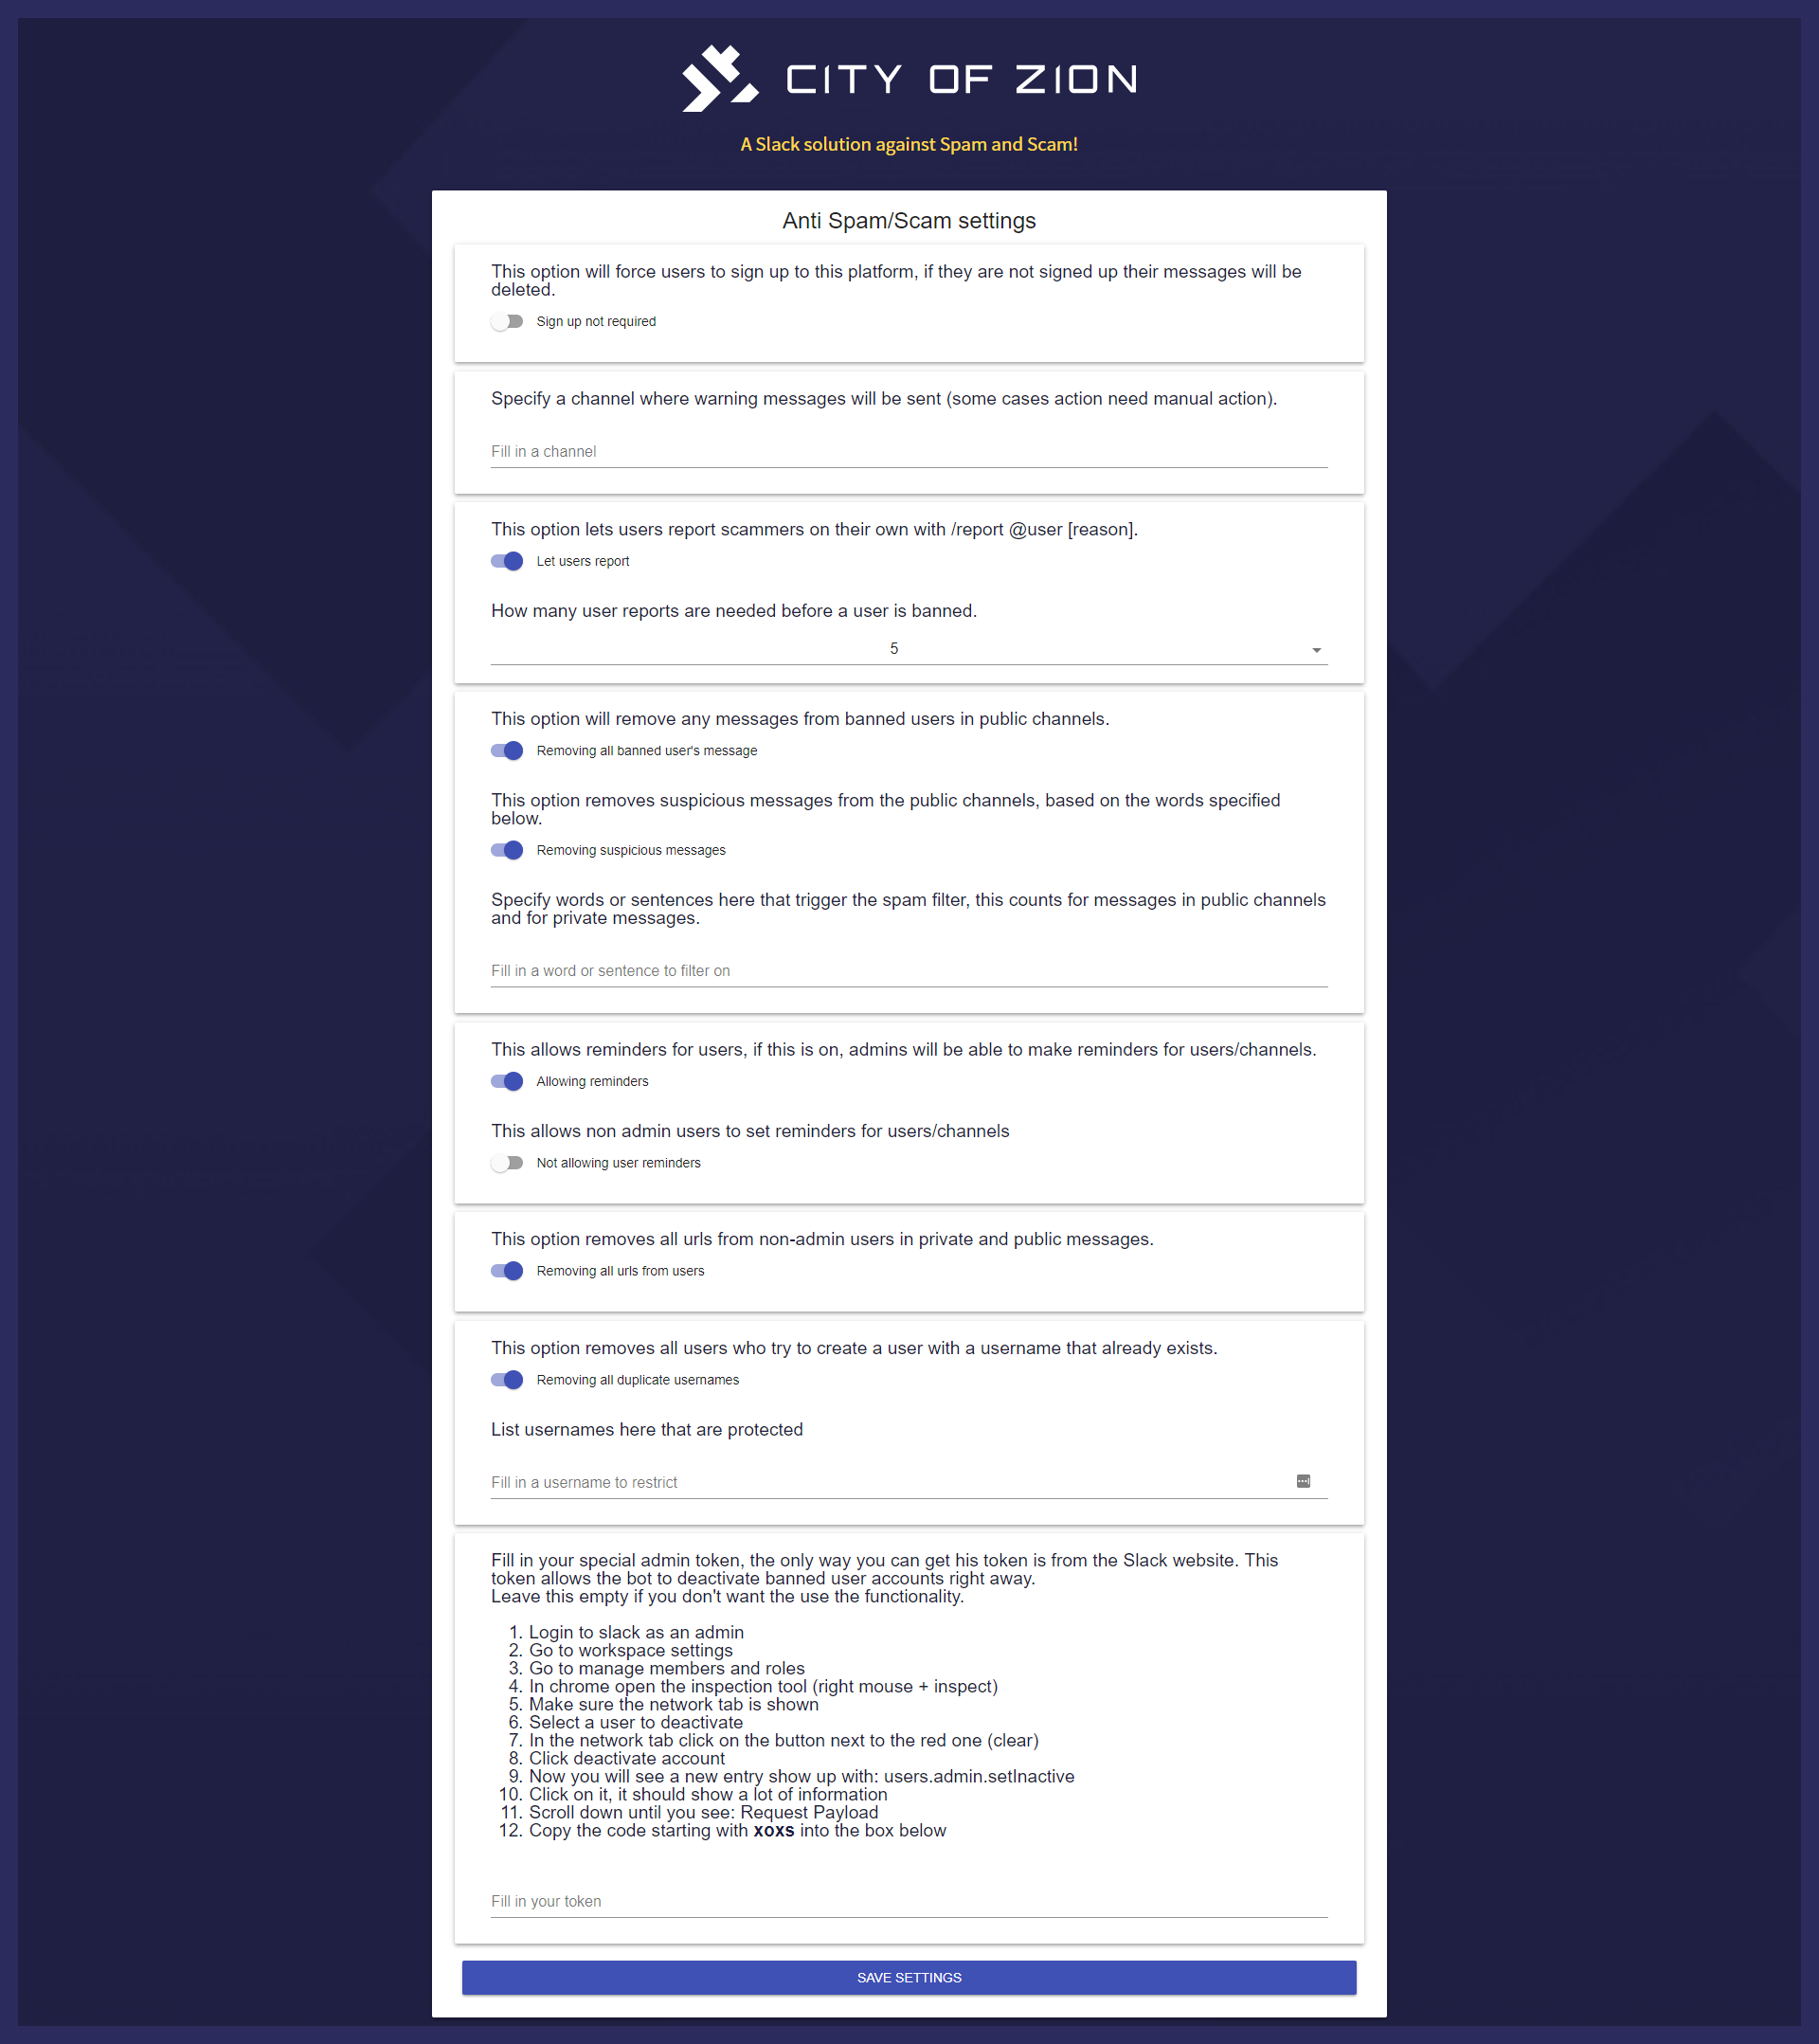 CITY OF ZION
A Slack solution against Spam and Scam!
Anti Spam/Scam settings
This option will force users to sign up to this platform, if they are not signed up their messages will be
deleted.
Sign up not required
Specify a channel where warning messages will be sent (some cases action need manual action).
Fill in a channel
This option lets users report scammers on their own with /report @user [reason].
Let users report
How many user reports are needed before a user is banned.
5
This option will remove any messages from banned users in public channels.
Removing all banned user's message
This option removes suspicious messages from the public channels, based on the words specified
below.
Removing suspicious messages
Specify words or sentences here that trigger the spam filter, this counts for messages in public channels
and for private messages.
Fill in a word or sentence to filter on
This allows reminders for users, if this is on, admins will be able to make reminders for users/channels.
Allowing reminders
This allows non admin users to set reminders for users/channels
Not allowing user reminders
This option removes all urls from non-admin users in private and public messages.
Removing all urls from users
This option removes all users who try to create a user with a username that already exists.
Removing all duplicate usernames
List usernames here that are protected
Fill in a username to restrict
Fill in your special admin token, the only way you can get his token is from the Slack website. This
token allows the bot to deactivate banned user accounts right away.
Leave this empty if you don't want the use the functionality.
1. Login to slack as an admin
2. Go to workspace settings
3. Go to manage members and roles
4. In chrome open the inspection tool (right mouse + inspect)
5. Make sure the network tab is shown
6. Select a user to deactivate
7. In the network tab click on the button next to the red one (clear)
8. Click deactivate account
9. Now you will see a new entry show up with: users.admin.setInactive
10. Click on it, it should show a lot of information
11. Scroll down until you see: Request Payload
12. Copy the code starting with xoxs into the box below
Fill in your token
SAVE SETTINGS